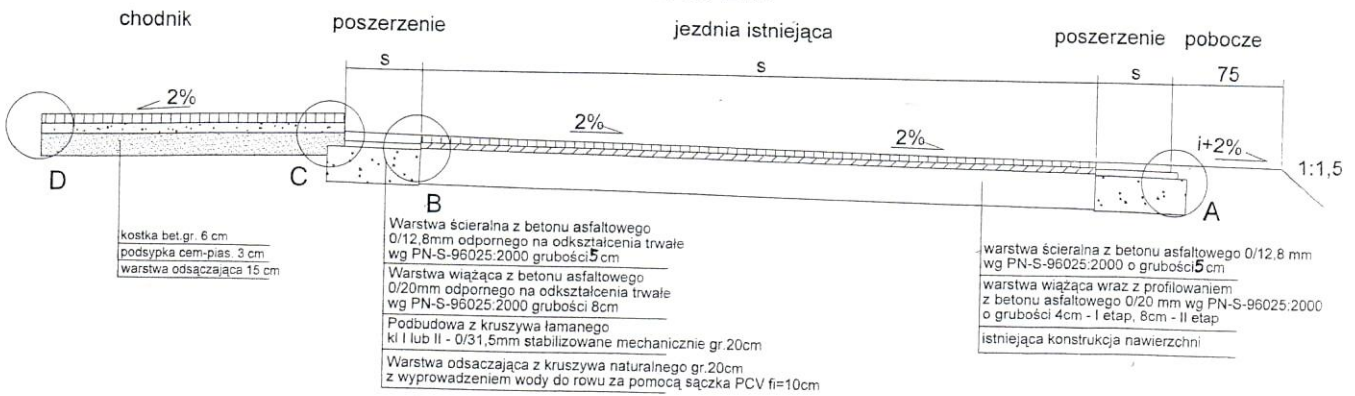 chodnik
poszerzenie
jezdnia istniejąca
poszerzenie
pobocze
s
s
s
75
2%
2%
2%
i+2%
1:1,5
D
C
B
A
kostka bet.gr. 6 cm
podsypka cem-pias. 3 cm
warstwa odsączająca 15 cm
Warstwa ścieralna z betonu asfaltowego
0/12,8mm odpornego na odkształcenia trwałe
wg PN-S-96025:2000 grubości 5 cm
Warstwa wiążąca z betonu asfaltowego
0/20mm odpornego na odkształcenia trwałe
wg PN-S-96025:2000 grubości 8cm
Podbudowa z kruszywa łamanego
kl I lub II - 0/31,5mm stabilizowane mechanicznie gr.20cm
Warstwa odsaczająca z kruszywa naturalnego gr.20cm
z wyprowadzeniem wody do rowu za pomocą sączka PCV fi=10cm
warstwa ścieralna z betonu asfaltowego 0/12,8 mm
wg PN-S-96025:2000 o grubości 5 cm
warstwa wiążąca wraz z profilowaniem
z betonu asfaltowego 0/20 mm wg PN-S-96025:2000
o grubości 4cm - I etap, 8cm - II etap
istniejąca konstrukcja nawierzchni